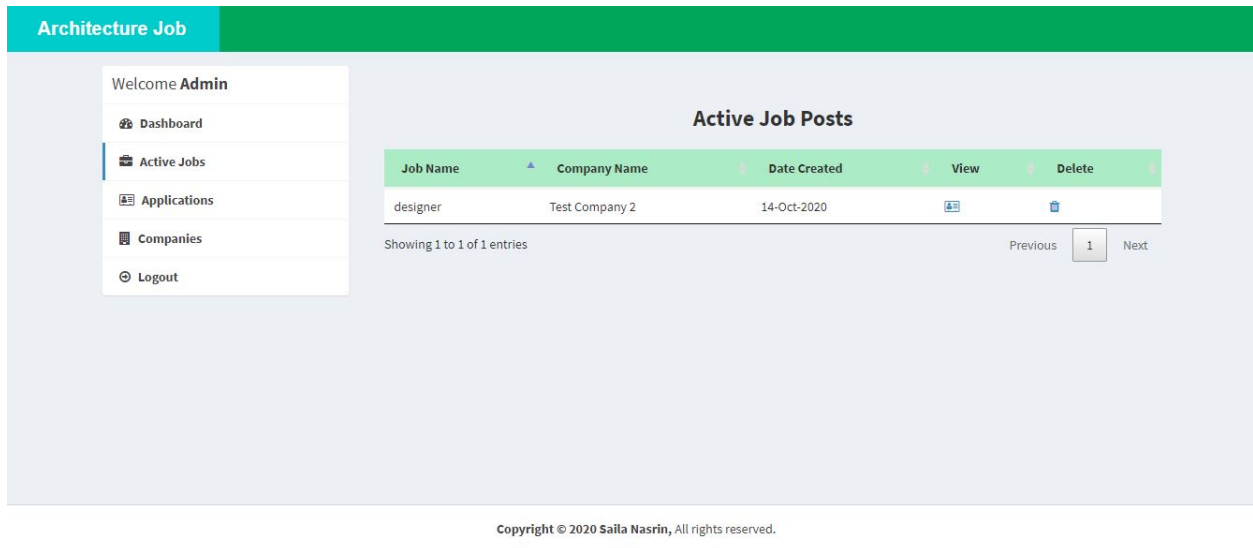 Architecture Job
Welcome Admin
Dashboard
Active Jobs
Applications
Companies
Logout
Active Job Posts
Job Name Company Name Date Created View Delete
designer Test Company 2 14-Oct-2020
Showing 1 to 1 of 1 entries Previous 1 Next
Copyright © 2020 Saila Nasrin, All rights reserved.